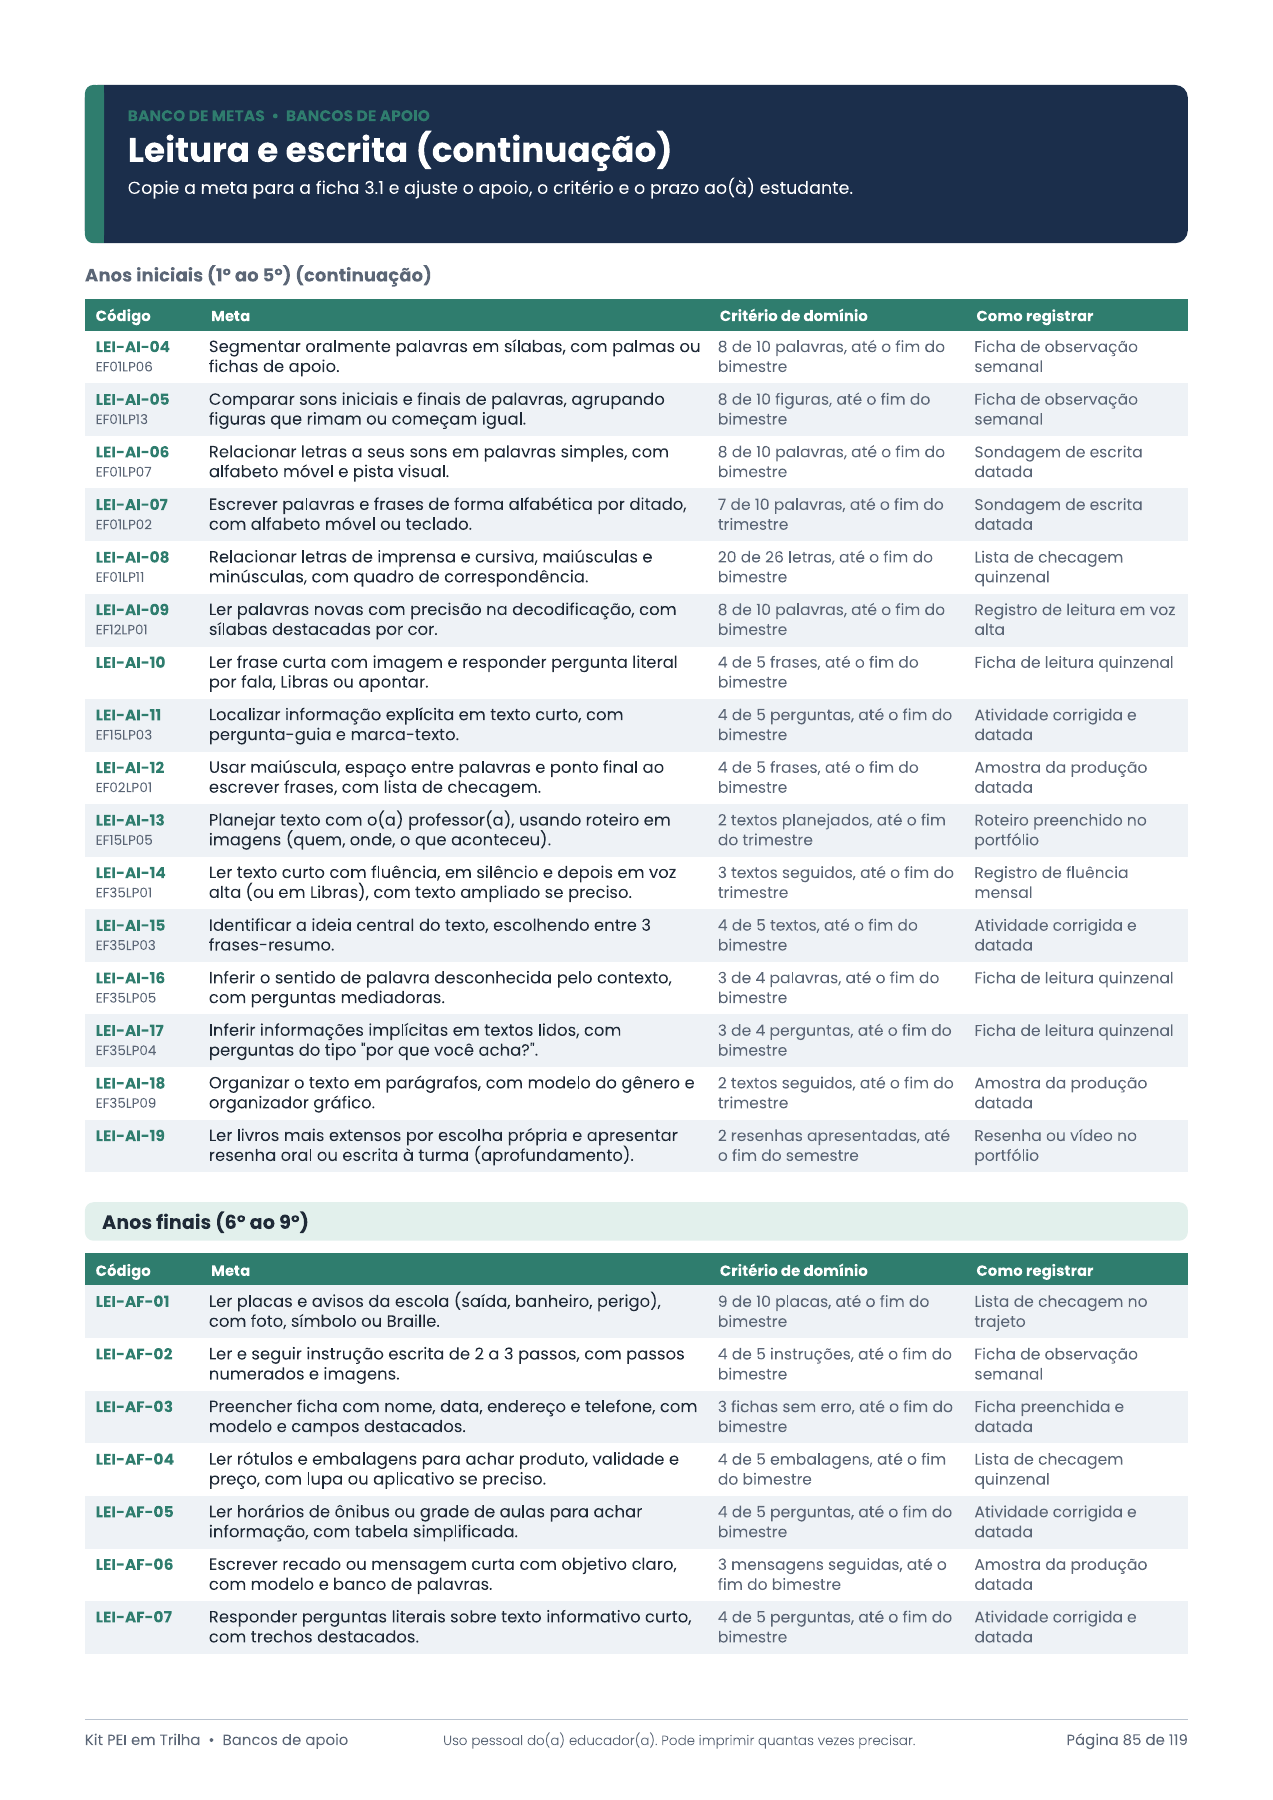 BANCO DE METAS • BANCOS DE APOIO
Leitura e escrita (continuação)
Copie a meta para a ficha 3.1 e ajuste o apoio, o critério e o prazo ao(à) estudante.
Anos iniciais (1º ao 5º) (continuação)
Código Meta Critério de domínio Como registrar
LEI-AI-04 Segmentar oralmente palavras em sílabas, com palmas ou 8 de 10 palavras, até o fim do Ficha de observação
EF01LP06 fichas de apoio. bimestre semanal
LEI-AI-05 Comparar sons iniciais e finais de palavras, agrupando 8 de 10 figuras, até o fim do Ficha de observação
EF01LP13 figuras que rimam ou começam igual. bimestre semanal
LEI-AI-06 Relacionar letras a seus sons em palavras simples, com 8 de 10 palavras, até o fim do Sondagem de escrita
EF01LP07 alfabeto móvel e pista visual. bimestre datada
LEI-AI-07 Escrever palavras e frases de forma alfabética por ditado, 7 de 10 palavras, até o fim do Sondagem de escrita
EF01LP02 com alfabeto móvel ou teclado. trimestre datada
LEI-AI-08 Relacionar letras de imprensa e cursiva, maiúsculas e 20 de 26 letras, até o fim do Lista de checagem
EF01LP11 minúsculas, com quadro de correspondência. bimestre quinzenal
LEI-AI-09 Ler palavras novas com precisão na decodificação, com 8 de 10 palavras, até o fim do Registro de leitura em voz
EF12LP01 sílabas destacadas por cor. bimestre alta
LEI-AI-10 Ler frase curta com imagem e responder pergunta literal 4 de 5 frases, até o fim do Ficha de leitura quinzenal
por fala, Libras ou apontar. bimestre
LEI-AI-11 Localizar informação explícita em texto curto, com 4 de 5 perguntas, até o fim do Atividade corrigida e
EF15LP03 pergunta-guia e marca-texto. bimestre datada
LEI-AI-12 Usar maiúscula, espaço entre palavras e ponto final ao 4 de 5 frases, até o fim do Amostra da produção
EF02LP01 escrever frases, com lista de checagem. bimestre datada
LEI-AI-13 Planejar texto com o(a) professor(a), usando roteiro em 2 textos planejados, até o fim Roteiro preenchido no
EF15LP05 imagens (quem, onde, o que aconteceu). do trimestre portfólio
LEI-AI-14 Ler texto curto com fluência, em silêncio e depois em voz 3 textos seguidos, até o fim do Registro de fluência
EF35LP01 alta (ou em Libras), com texto ampliado se preciso. trimestre mensal
LEI-AI-15 Identificar a ideia central do texto, escolhendo entre 3 4 de 5 textos, até o fim do Atividade corrigida e
EF35LP03 frases-resumo. bimestre datada
LEI-AI-16 Inferir o sentido de palavra desconhecida pelo contexto, 3 de 4 palavras, até o fim do Ficha de leitura quinzenal
EF35LP05 com perguntas mediadoras. bimestre
LEI-AI-17 Inferir informações implícitas em textos lidos, com 3 de 4 perguntas, até o fim do Ficha de leitura quinzenal
EF35LP04 perguntas do tipo "por que você acha?". bimestre
LEI-AI-18 Organizar o texto em parágrafos, com modelo do gênero e 2 textos seguidos, até o fim do Amostra da produção
EF35LP09 organizador gráfico. trimestre datada
LEI-AI-19 Ler livros mais extensos por escolha própria e apresentar 2 resenhas apresentadas, até Resenha ou vídeo no
resenha oral ou escrita à turma (aprofundamento). o fim do semestre portfólio
Anos finais (6º ao 9º)
Código Meta Critério de domínio Como registrar
LEI-AF-01 Ler placas e avisos da escola (saída, banheiro, perigo), 9 de 10 placas, até o fim do Lista de checagem no
com foto, símbolo ou Braille. bimestre trajeto
LEI-AF-02 Ler e seguir instrução escrita de 2 a 3 passos, com passos 4 de 5 instruções, até o fim do Ficha de observação
numerados e imagens. bimestre semanal
LEI-AF-03 Preencher ficha com nome, data, endereço e telefone, com 3 fichas sem erro, até o fim do Ficha preenchida e
modelo e campos destacados. bimestre datada
LEI-AF-04 Ler rótulos e embalagens para achar produto, validade e 4 de 5 embalagens, até o fim Lista de checagem
preço, com lupa ou aplicativo se preciso. do bimestre quinzenal
LEI-AF-05 Ler horários de ônibus ou grade de aulas para achar 4 de 5 perguntas, até o fim do Atividade corrigida e
informação, com tabela simplificada. bimestre datada
LEI-AF-06 Escrever recado ou mensagem curta com objetivo claro, 3 mensagens seguidas, até o Amostra da produção
com modelo e banco de palavras. fim do bimestre datada
LEI-AF-07 Responder perguntas literais sobre texto informativo curto, 4 de 5 perguntas, até o fim do Atividade corrigida e
com trechos destacados. bimestre datada
Kit PEI em Trilha • Bancos de apoio Uso pessoal do(a) educador(a). Pode imprimir quantas vezes precisar. Página 85 de 119